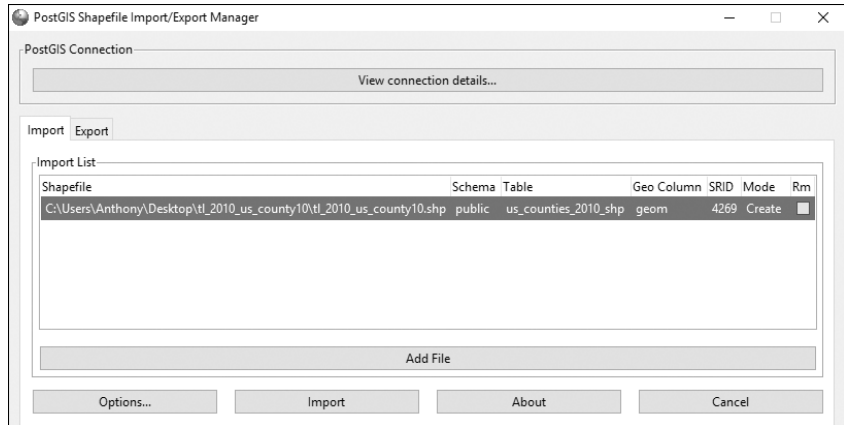 PostGIS Shapefile Import/Export Manager
PostGIS Connection
View connection details...
Import Export
Import List
Shapefile Schema Table Geo Column SRID Mode Rm
C:\Users\Anthony\Desktop\tl_2010_us_county10\tl_2010_us_county10.shp public us_counties_2010_shp geom 4269 Create
Add File
Options... Import About Cancel